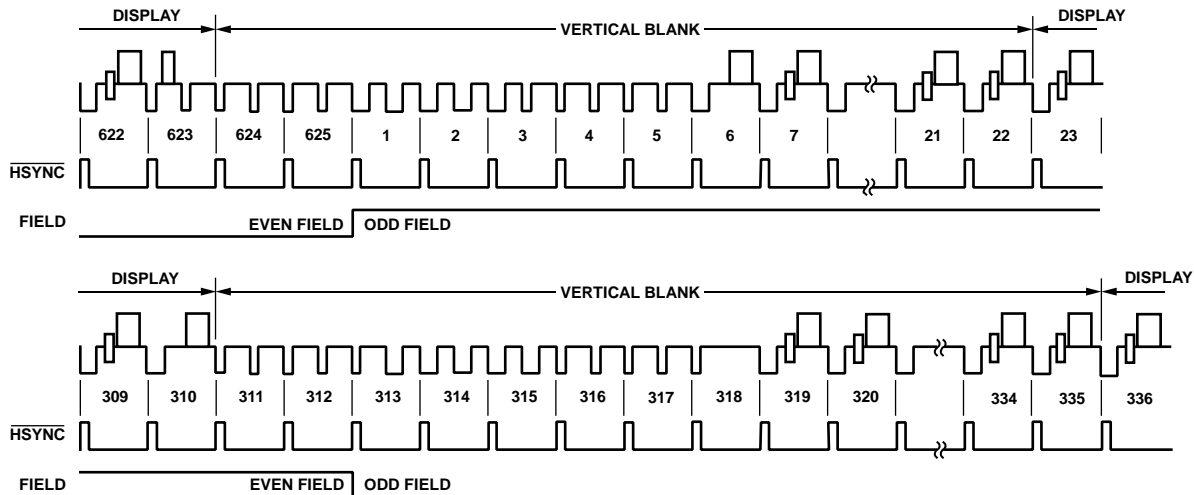 DISPLAY VERTICAL BLANK DISPLAY
622 623 624 625 1 2 3 4 5 6 7 21 22 23
HSYNC
FIELD EVEN FIELD ODD FIELD
DISPLAY VERTICAL BLANK DISPLAY
309 310 311 312 313 314 315 316 317 318 319 320 334 335 336
HSYNC
FIELD EVEN FIELD ODD FIELD